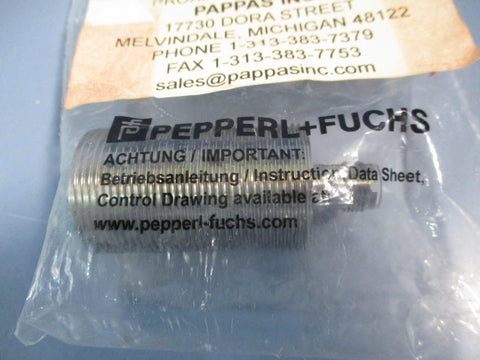 PAPPAS INC.
17730 DORA STREET
MELVINDALE, MICHIGAN 48122
PHONE 1-313-383-7379
FAX 1-313-383-7753
sales@pappasinc.com
PEPPERL+FUCHS
ACHTUNG / IMPORTANT:
Betriebsanleitung / Instruction, Data Sheet,
Control Drawing available at
www.pepperl-fuchs.com